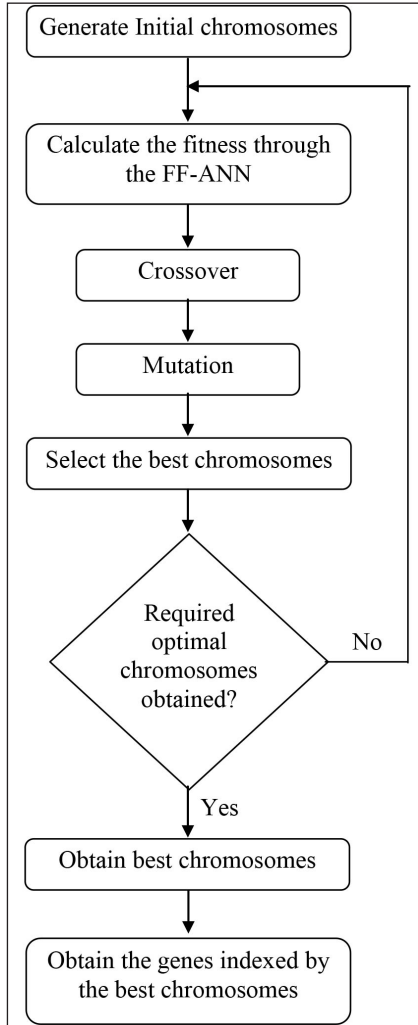 Generate Initial chromosomes
Calculate the fitness through
the FF-ANN
Crossover
Mutation
Select the best chromosomes
Required
optimal
chromosomes
obtained?
No
Yes
Obtain best chromosomes
Obtain the genes indexed by
the best chromosomes